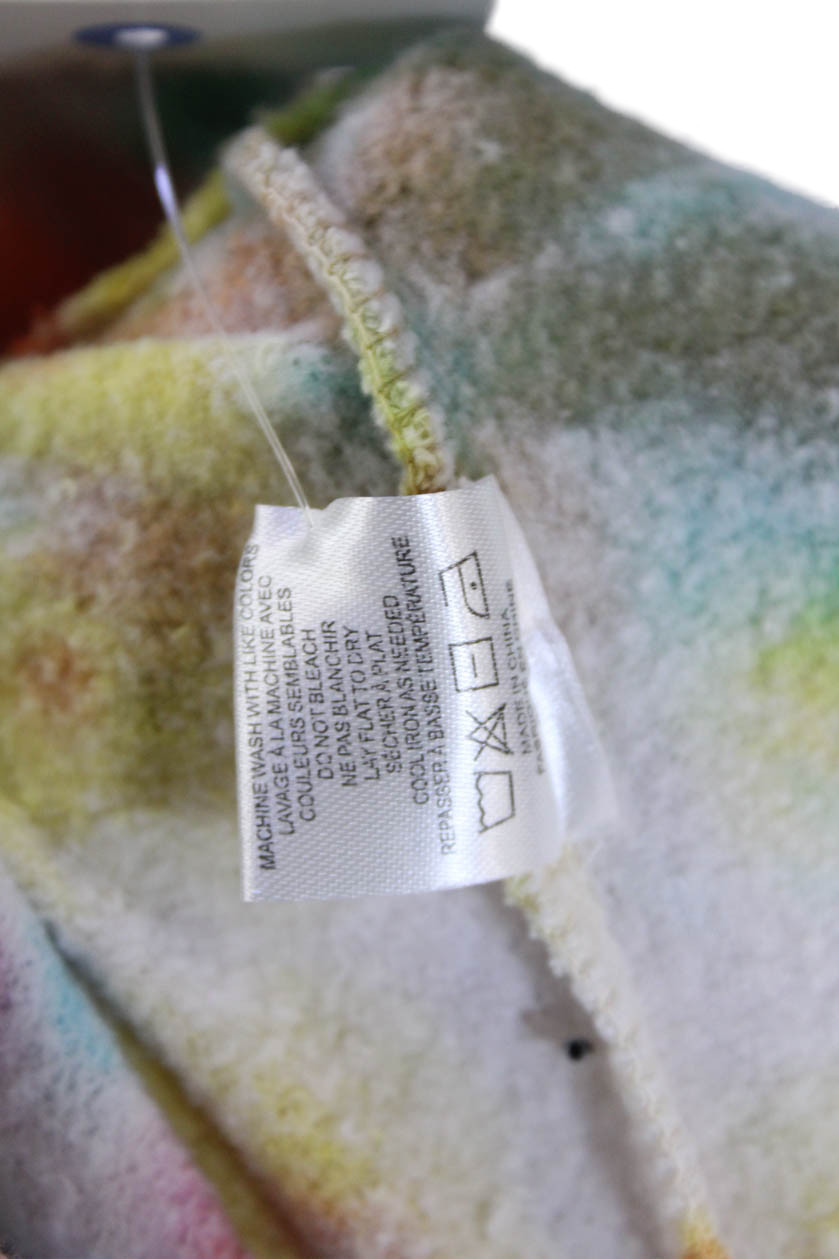 MACHINE WASH WITH LIKE COLORS
LAVAGE À LA MACHINE AVEC
COULEURS SEMBLABLES
DO NOT BLEACH
NE PAS BLANCHIR
LAY FLAT TO DRY
SÉCHER À PLAT
COOL IRON AS NEEDED
REPASSER À BASSE TEMPÉRATURE
MADE IN CHINA